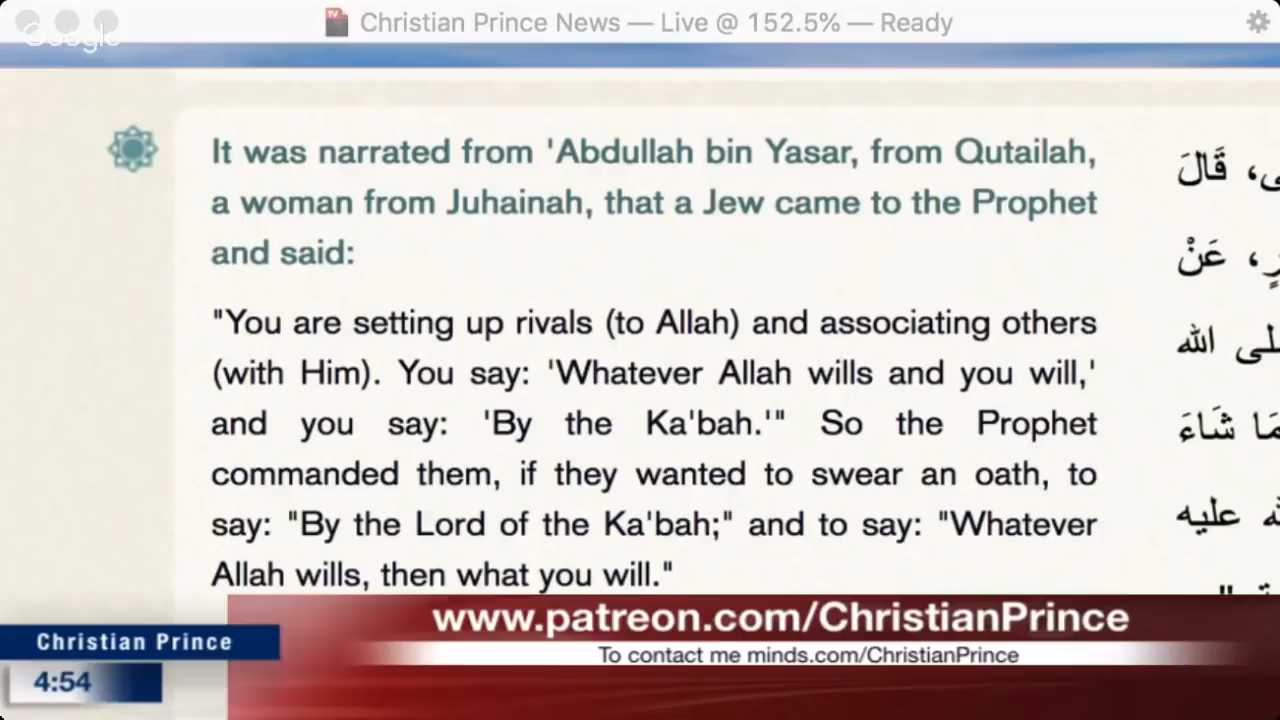 Christian Prince News — Live @ 152.5% — Ready
Google
It was narrated from 'Abdullah bin Yasar, from Qutailah,
a woman from Juhainah, that a Jew came to the Prophet
and said:
"You are setting up rivals (to Allah) and associating others
(with Him). You say: 'Whatever Allah wills and you will,'
and you say: 'By the Ka'bah.'" So the Prophet
commanded them, if they wanted to swear an oath, to
say: "By the Lord of the Ka'bah;" and to say: "Whatever
Allah wills, then what you will."
قَالَ
عَنْ
الله
مَا شَاءَ
عليه
www.patreon.com/ChristianPrince
Christian Prince
To contact me minds.com/ChristianPrince
4:54